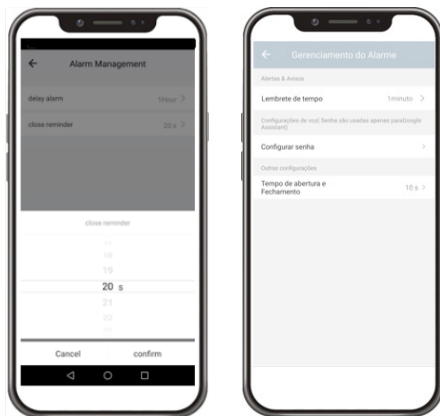 Alarm Management
delay alarm 1Hour >
close reminder 20 s >
close reminder
18
19
20 s
21
22
Cancel confirm
Gerenciamento do Alarme
Alertas & Avisos
Lembrete de tempo 1minuto >
Configurações de voz( Senha são usadas apenas paraGoogle
Assistant)
Configurar senha >
Outras configurações
Tempo de abertura e
Fechamento 10 s >